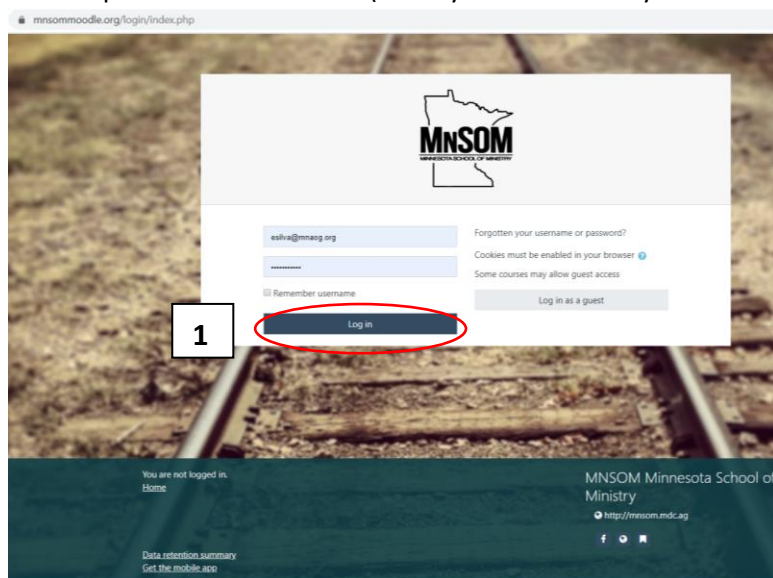 mnsommoodle.org/login/index.php
MNSOM
MINNESOTA SCHOOL OF MINISTRY
esilva@mnaog.org
Forgotten your username or password?
Cookies must be enabled in your browser
Some courses may allow guest access
Remember username
Log in as a guest
Log in
1
You are not logged in.
Home
MNSOM Minnesota School of
Ministry
http://mnsom.mdc.ag
Data retention summary
Get the mobile app